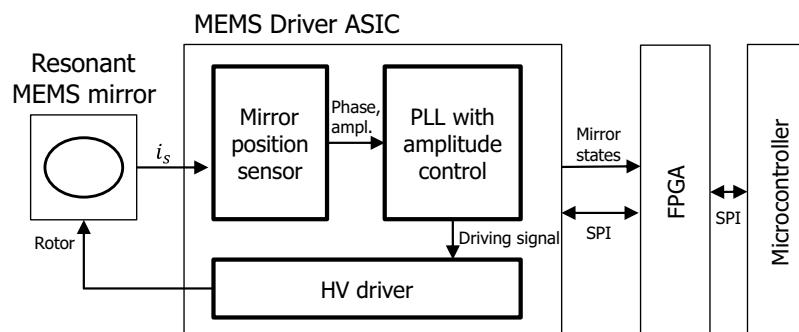 MEMS Driver ASIC
Resonant
MEMS mirror
Mirror
position
sensor
Phase,
ampl.
PLL with
amplitude
control
i_s
Mirror
states
SPI
FPGA
SPI
Microcontroller
Rotor
Driving signal
HV driver